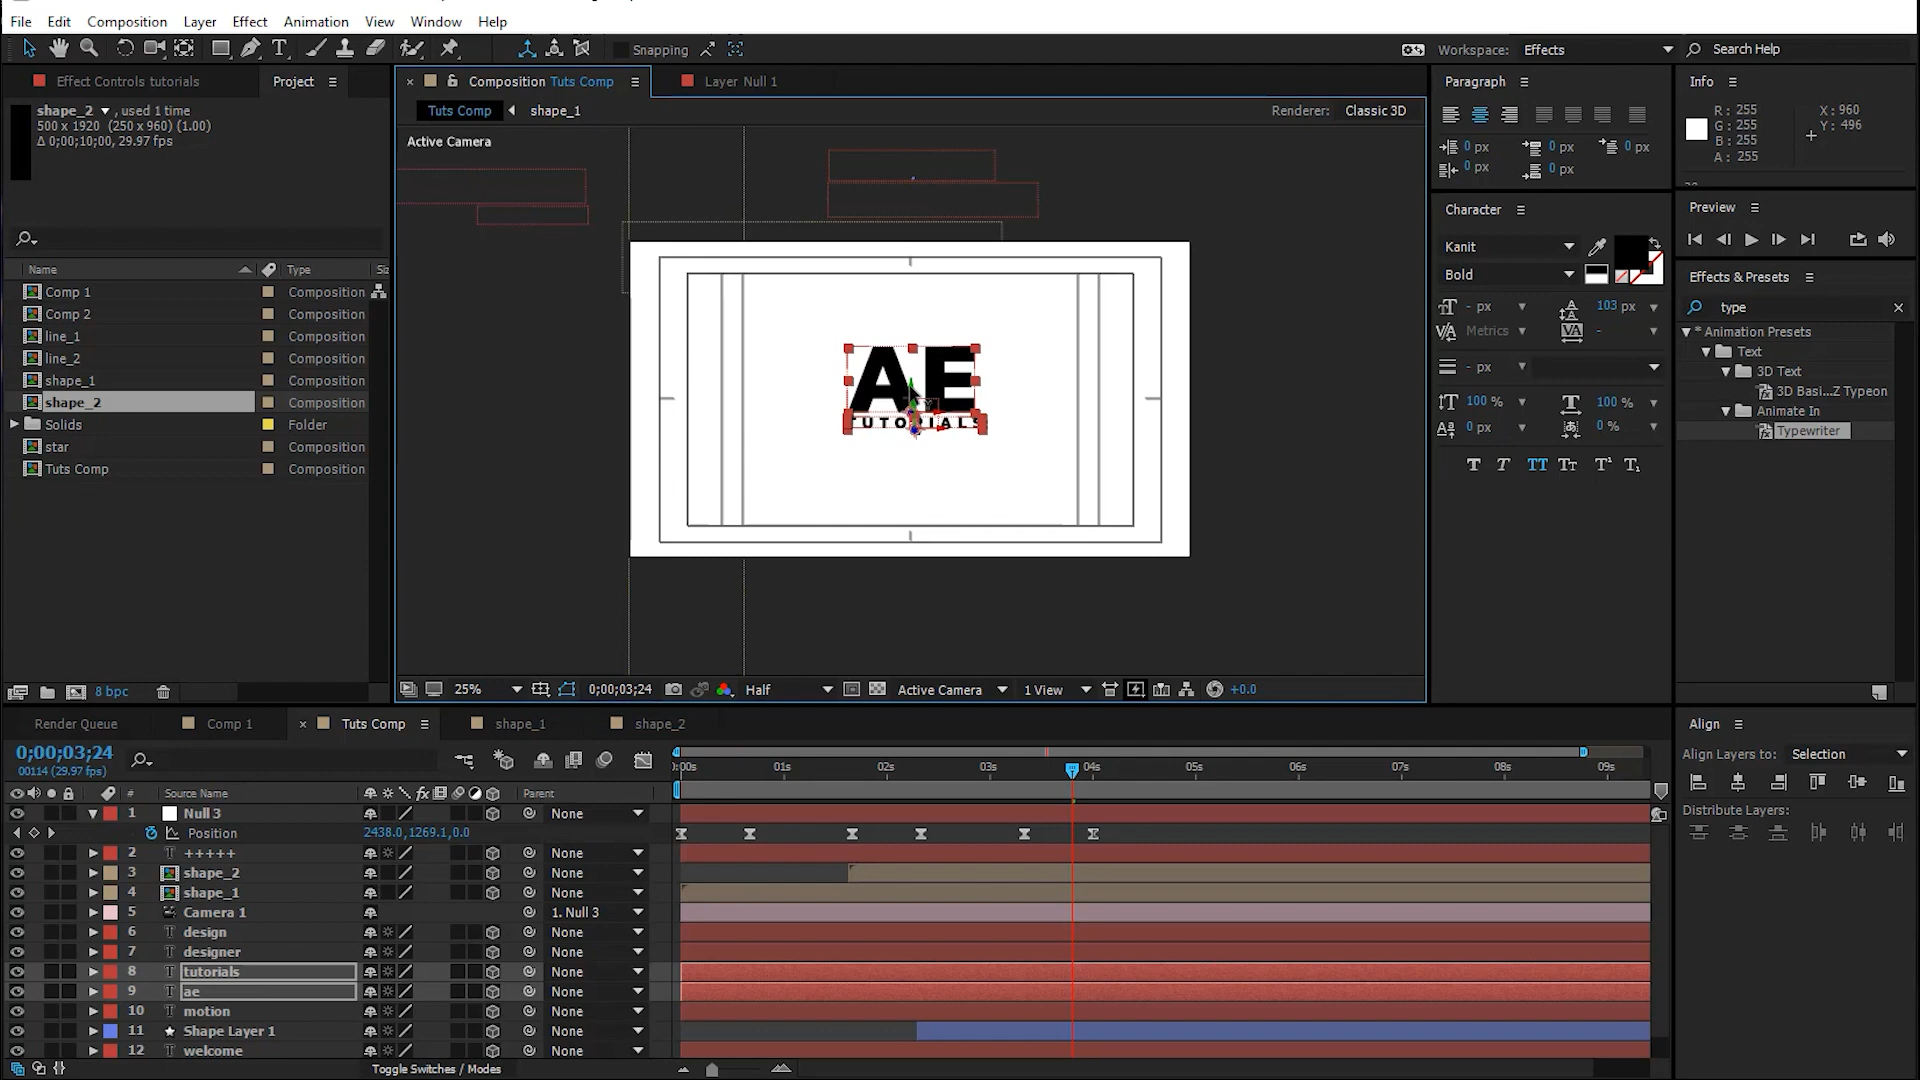 File Edit Composition Layer Effect Animation View Window Help
Snapping Workspace: Effects Search Help
Effect Controls tutorials Project
shape_2 , used 1 time
500 x 1920 (250 x 960) (1.00)
Δ 0;00;10;00, 29.97 fps
Name Type Siz
Comp 1 Composition
Comp 2 Composition
line_1 Composition
line_2 Composition
shape_1 Composition
shape_2 Composition
Solids Folder
star Composition
Tuts Comp Composition
8 bpc
Composition Tuts Comp Layer Null 1
Tuts Comp shape_1 Renderer: Classic 3D
Active Camera
AE
TUTORIALS
25% 0;00;03;24 Half Active Camera 1 View +0.0
Paragraph
0 px 0 px 0 px
0 px 0 px
Character
Kanit
Bold
- px 103 px
Metrics -
- px
100 % 100 %
0 px 0 %
T T TT Tt T¹ T₁
Info
R : 255 X : 960
G : 255 Y : 496
B : 255
A : 255
Preview
Effects & Presets
type
* Animation Presets
Text
3D Text
3D Basi...Z Typeon
Animate In
Typewriter
Render Queue Comp 1 Tuts Comp shape_1 shape_2
0;00;03;24
00114 (29.97 fps)
):00s 01s 02s 03s 04s 05s 06s 07s 08s 09s
# Source Name fx Parent
1 Null 3 None
Position 2438.0,1269.1,0.0
2 +++++ None
3 shape_2 None
4 shape_1 None
5 Camera 1 1. Null 3
6 design None
7 designer None
8 tutorials None
9 ae None
10 motion None
11 Shape Layer 1 None
12 welcome None
Toggle Switches / Modes
Align
Align Layers to: Selection
Distribute Layers: